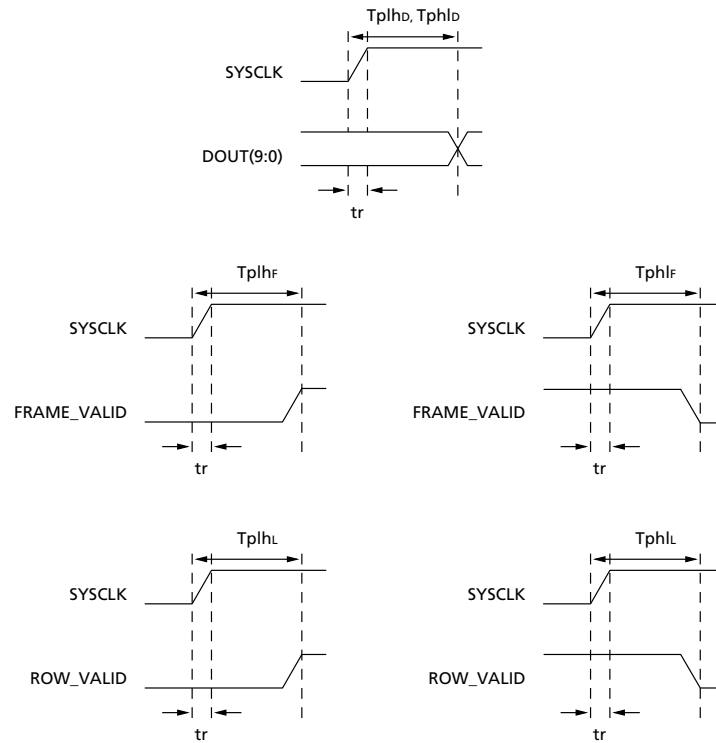 TplhD, TphlD
SYSCLK
DOUT(9:0)
tr
TplhF
SYSCLK
FRAME_VALID
tr
TphlF
SYSCLK
FRAME_VALID
tr
TplhL
SYSCLK
ROW_VALID
tr
TphlL
SYSCLK
ROW_VALID
tr